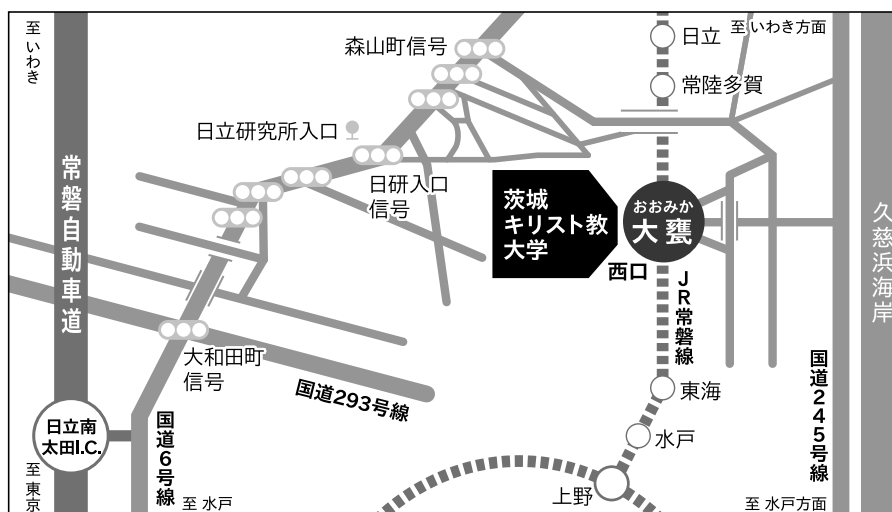 至 いわき
森山町信号
日立
至 いわき方面
常陸多賀
日立研究所入口
日研入口
信号
茨城
キリスト教
大学
おおみか
大甕
西口
常磐自動車道
久慈浜海岸
JR常磐線
大和田町
信号
国道293号線
東海
国道245号線
日立南
太田I.C.
国道6号線
水戸
上野
至 東京
至 水戸
至 水戸方面